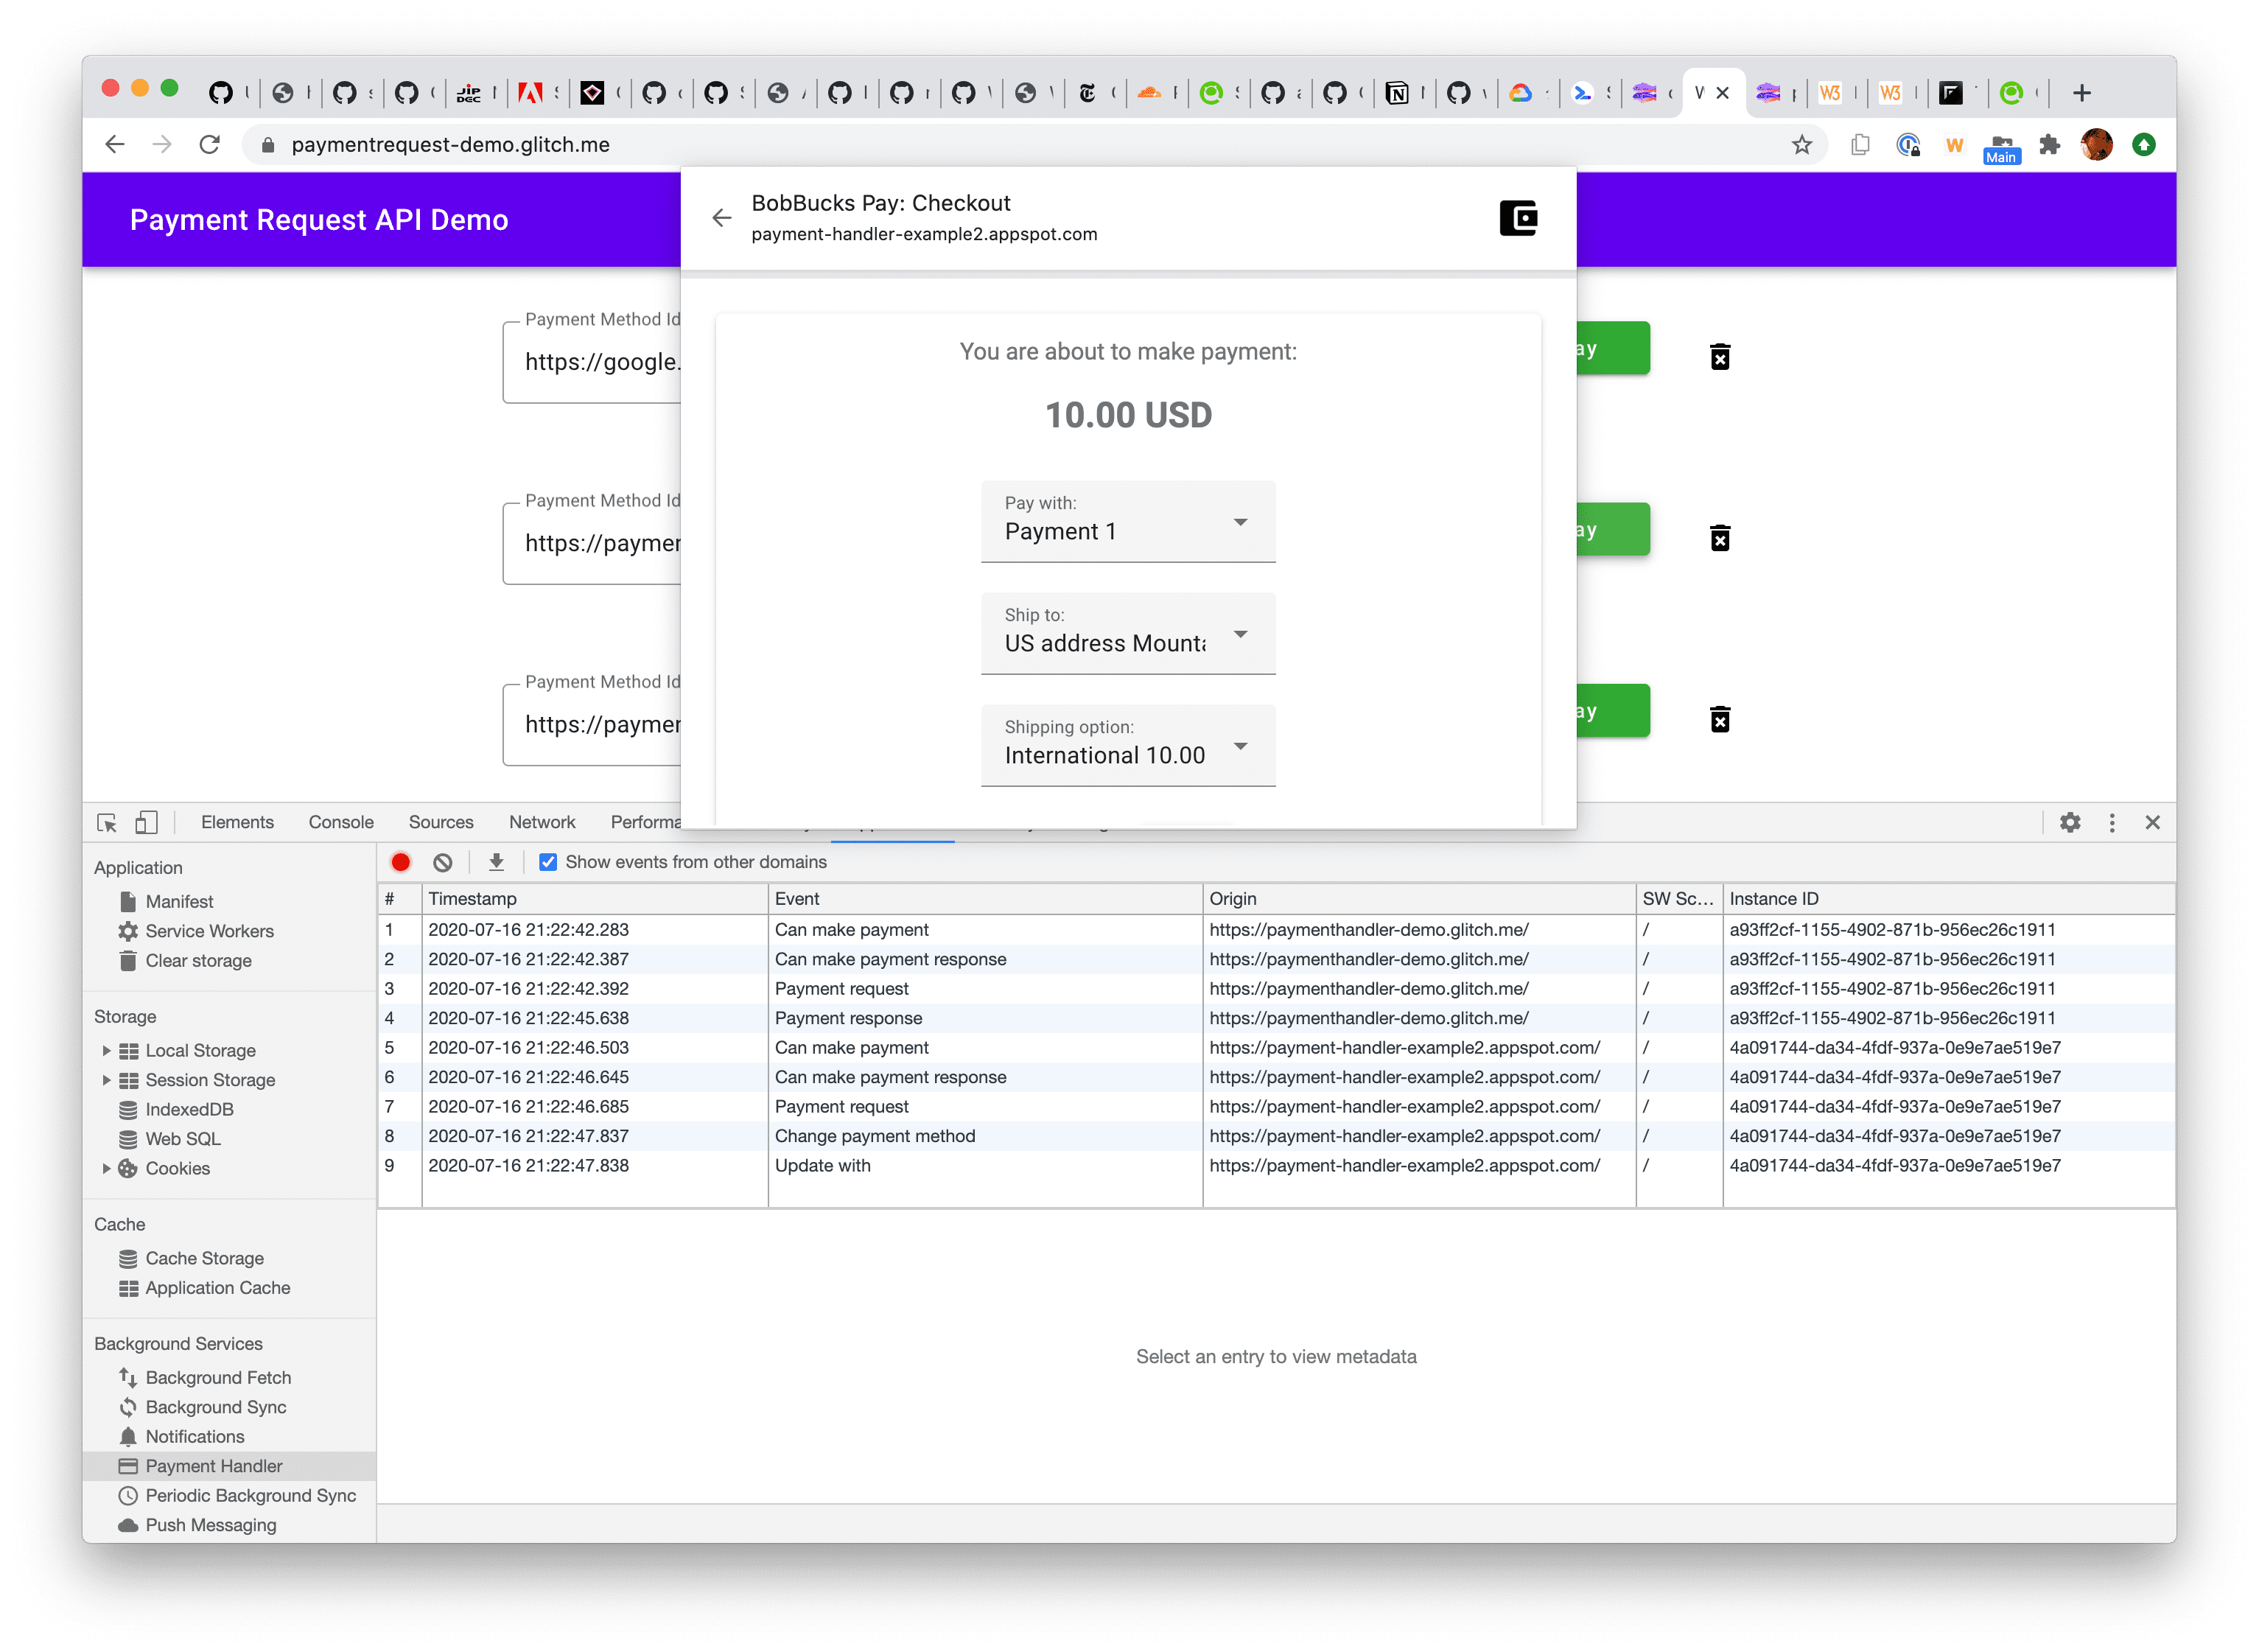 paymentrequest-demo.glitch.me
Main
Payment Request API Demo
BobBucks Pay: Checkout
payment-handler-example2.appspot.com
You are about to make payment:
10.00 USD
Pay with:
Payment 1
Ship to:
US address
Shipping option:
International 10.00
Payment Method
https://google.
Payment Method
Payment Method
Elements Console Sources Network
Application
Manifest
Service Workers
Clear storage
Storage
Local Storage
Session Storage
IndexedDB
Web SQL
Cookies
Cache
Cache Storage
Application Cache
Background Services
Background Fetch
Background Sync
Notifications
Payment Handler
Periodic Background Sync
Push Messaging
Show events from other domains
# Timestamp Event Origin SW Sc... Instance ID
1 2020-07-16 21:22:42.283 Can make payment https://paymenthandler-demo.glitch.me/ / a93ff2cf-1155-4902-871b-956ec26c1911
2 2020-07-16 21:22:42.387 Can make payment response https://paymenthandler-demo.glitch.me/ / a93ff2cf-1155-4902-871b-956ec26c1911
3 2020-07-16 21:22:42.392 Payment request https://paymenthandler-demo.glitch.me/ / a93ff2cf-1155-4902-871b-956ec26c1911
4 2020-07-16 21:22:45.638 Payment response https://paymenthandler-demo.glitch.me/ / a93ff2cf-1155-4902-871b-956ec26c1911
5 2020-07-16 21:22:46.503 Can make payment https://payment-handler-example2.appspot.com/ / 4a091744-da34-4fdf-937a-0e9e7ae519e7
6 2020-07-16 21:22:46.645 Can make payment response https://payment-handler-example2.appspot.com/ / 4a091744-da34-4fdf-937a-0e9e7ae519e7
7 2020-07-16 21:22:46.685 Payment request https://payment-handler-example2.appspot.com/ / 4a091744-da34-4fdf-937a-0e9e7ae519e7
8 2020-07-16 21:22:47.837 Change payment method https://payment-handler-example2.appspot.com/ / 4a091744-da34-4fdf-937a-0e9e7ae519e7
9 2020-07-16 21:22:47.838 Update with https://payment-handler-example2.appspot.com/ / 4a091744-da34-4fdf-937a-0e9e7ae519e7
Select an entry to view metadata